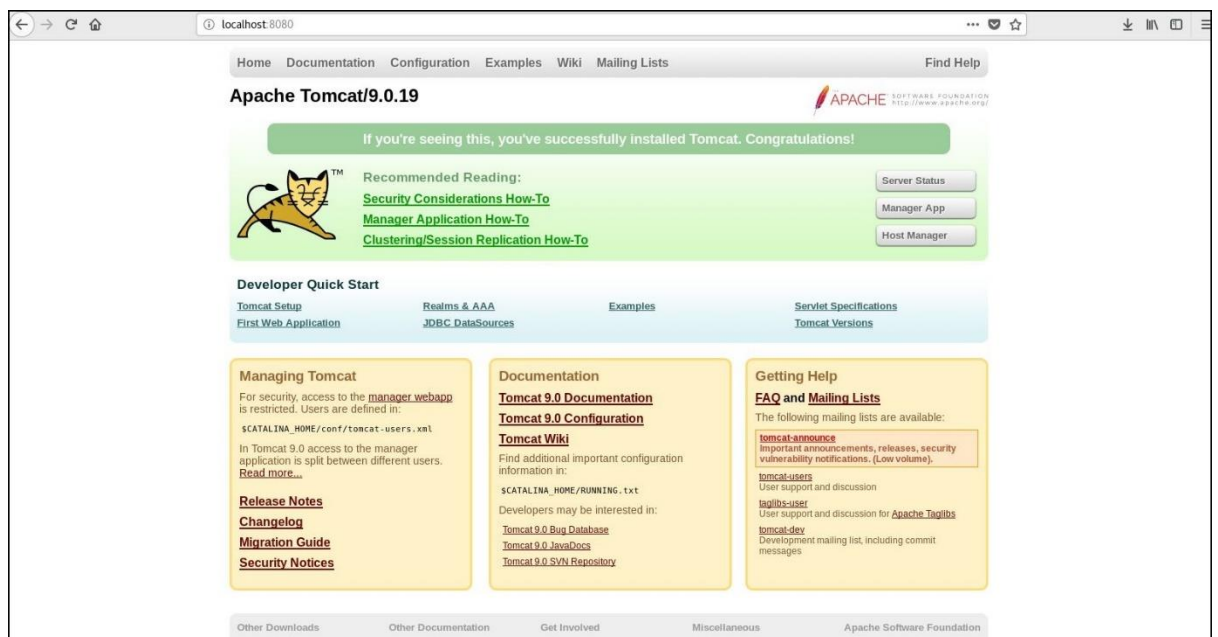 localhost:8080
Home Documentation Configuration Examples Wiki Mailing Lists Find Help
Apache Tomcat/9.0.19
APACHE SOFTWARE FOUNDATION
http://www.apache.org/
If you're seeing this, you've successfully installed Tomcat. Congratulations!
TM
Recommended Reading:
Security Considerations How-To
Manager Application How-To
Clustering/Session Replication How-To
Server Status
Manager App
Host Manager
Developer Quick Start
Tomcat Setup
First Web Application
Realms & AAA
JDBC DataSources
Examples
Servlet Specifications
Tomcat Versions
Managing Tomcat
For security, access to the manager webapp
is restricted. Users are defined in:
$CATALINA_HOME/conf/tomcat-users.xml
In Tomcat 9.0 access to the manager
application is split between different users.
Read more...
Release Notes
Changelog
Migration Guide
Security Notices
Documentation
Tomcat 9.0 Documentation
Tomcat 9.0 Configuration
Tomcat Wiki
Find additional important configuration
information in:
$CATALINA_HOME/RUNNING.txt
Developers may be interested in:
Tomcat 9.0 Bug Database
Tomcat 9.0 JavaDocs
Tomcat 9.0 SVN Repository
Getting Help
FAQ and Mailing Lists
The following mailing lists are available:
tomcat-announce
Important announcements, releases, security
vulnerability notifications. (Low volume).
tomcat-users
User support and discussion
taglibs-user
User support and discussion for Apache Taglibs
tomcat-dev
Development mailing list, including commit
messages
Other Downloads Other Documentation Get Involved Miscellaneous Apache Software Foundation